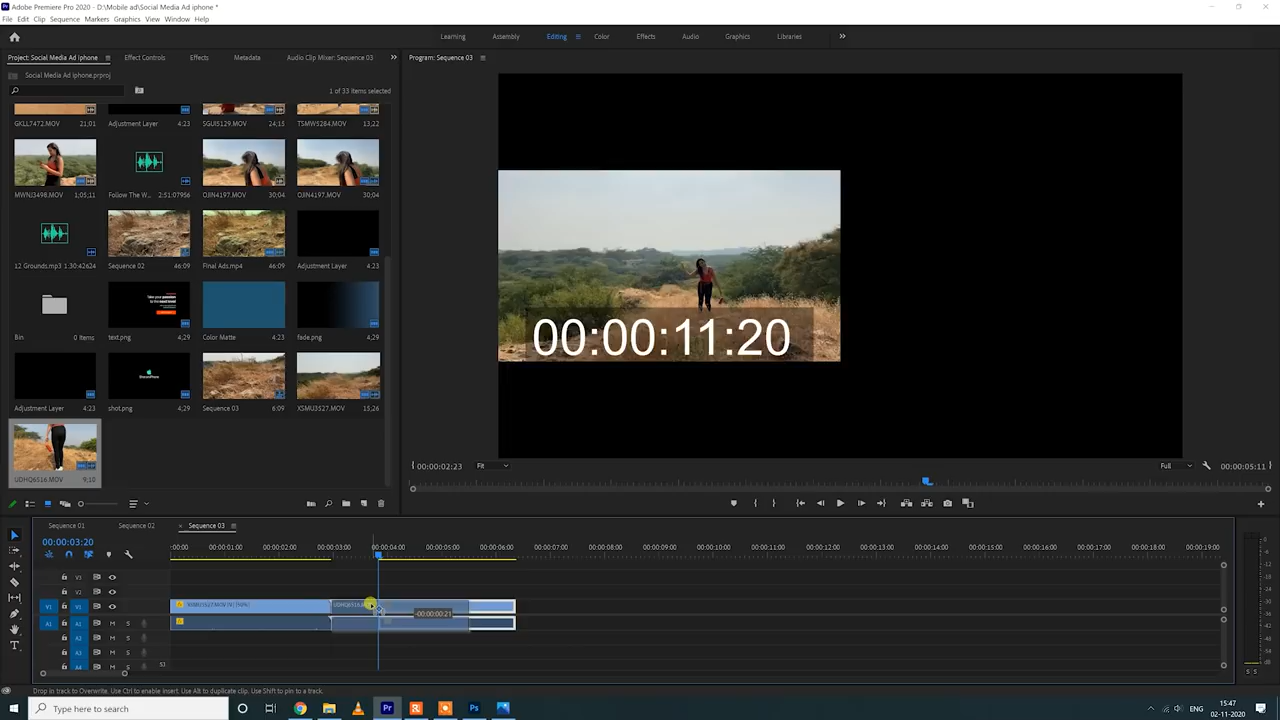 Adobe Premiere Pro 2020 - D:\Mobile ad\Social Media Ad iphone *
File Edit Clip Sequence Markers Graphics View Window Help
Learning Assembly Editing Color Effects Audio Graphics Libraries
Project: Social Media Ad iphone Effect Controls Effects Metadata Audio Clip Mixer: Sequence 03
Program: Sequence 03
Social Media Ad iphone.prproj
1 of 33 items selected
GKLL7472.MOV 21;01 Adjustment Layer 4:23 SGUI5129.MOV 24;15 TSMW5284.MOV 13;22
MWNJ3498.MOV 1;05;11 Follow The W... 2:51:07956 OJIN4197.MOV 30;04 OJIN4197.MOV 30;04
12 Grounds.mp3 1:30:42624 Sequence 02 46:09 Final Ads.mp4 46:09 Adjustment Layer 4:23
Bin 0 Items text.png 4;29 Color Matte 4:23 fade.png 4;29
Adjustment Layer 4:23 shot.png 4;29 Sequence 03 6:09 XSMU3527.MOV 15;26
UDHQ6516.MOV 9;10
00:00:11:20
00:00:02:23 Fit Full 00:00:05:11
Sequence 01 Sequence 02 Sequence 03
00:00:03:20
:00:00 00:00:01:00 00:00:02:00 00:00:03:00 00:00:04:00 00:00:05:00 00:00:06:00 00:00:07:00 00:00:08:00 00:00:09:00 00:00:10:00 00:00:11:00 00:00:12:00 00:00:13:00 00:00:14:00 00:00:15:00 00:00:16:00 00:00:17:00 00:00:18:00 00:00:19:00
V3
V2
V1 V1 XSMU3527.MOV [V] [50%]
-00:00:00:21
A1 A1 M S
A2 M S
A3 M S
A4 M S
Drop in track to Overwrite. Use Ctrl to enable insert. Use Alt to duplicate clip. Use Shift to pin to a track.
Type here to search
15:47
02-11-2020